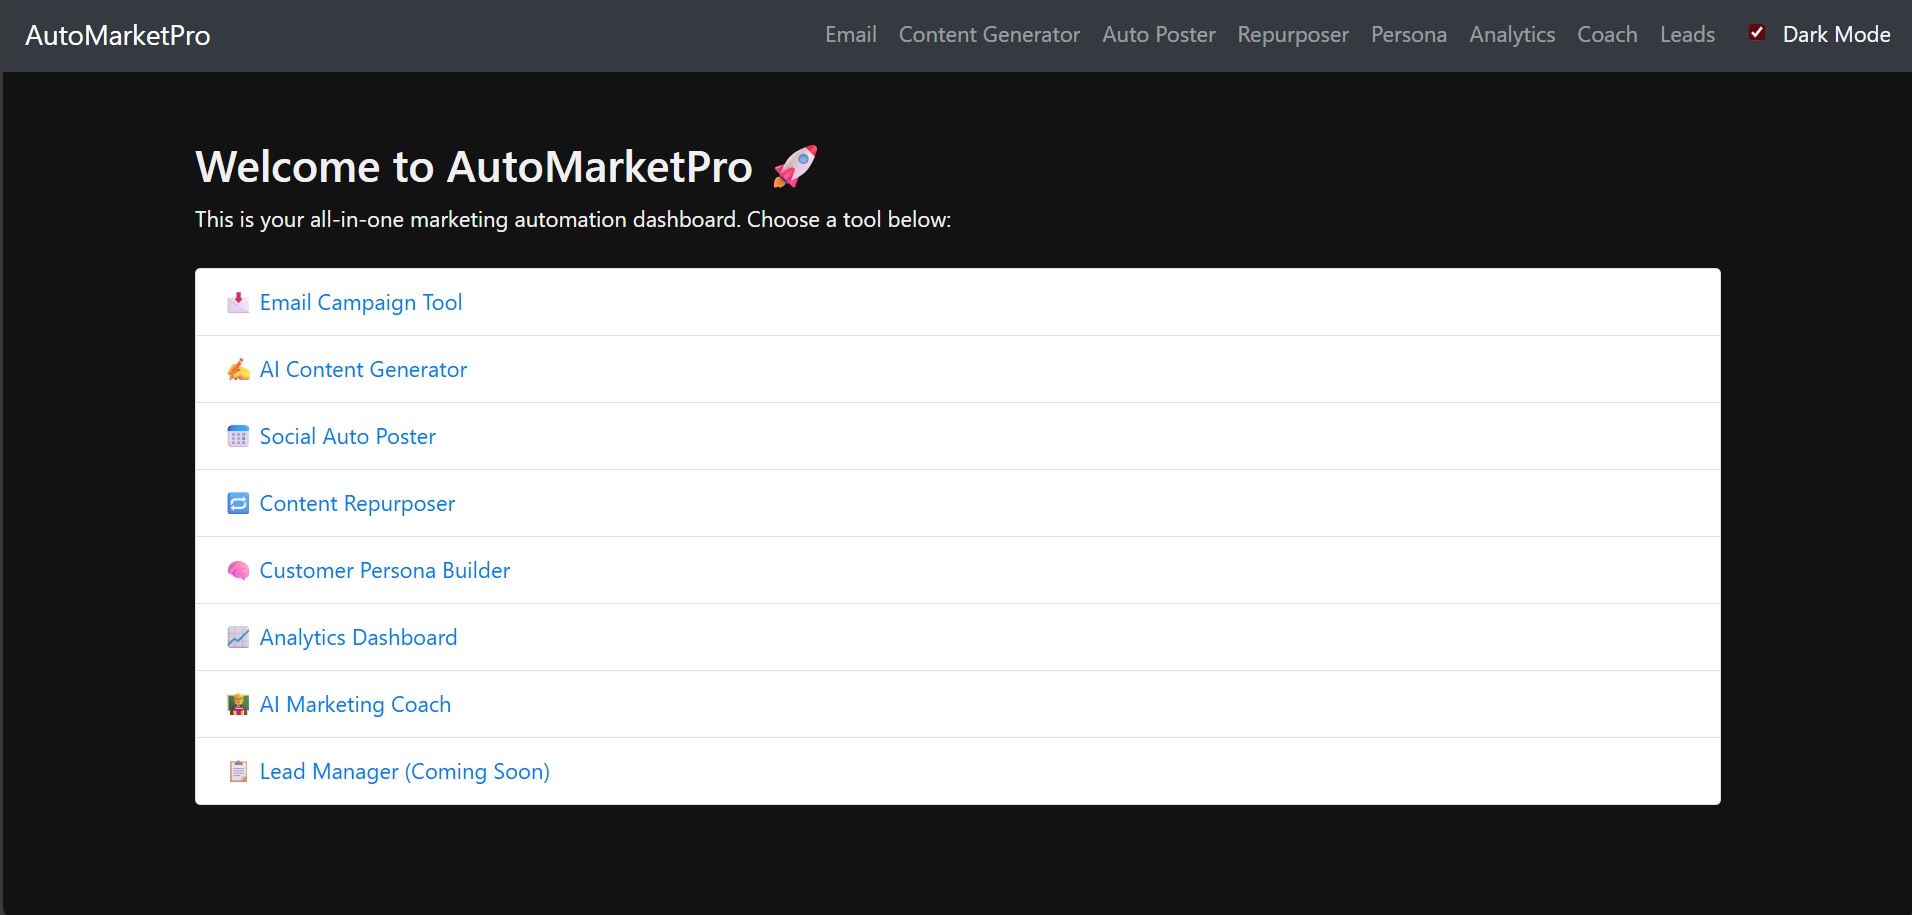 AutoMarketPro Email Content Generator Auto Poster Repurposer Persona Analytics Coach Leads Dark Mode
Welcome to AutoMarketPro 🚀
This is your all-in-one marketing automation dashboard. Choose a tool below:
📩 Email Campaign Tool
✍️ AI Content Generator
📅 Social Auto Poster
🔁 Content Repurposer
🧠 Customer Persona Builder
📈 Analytics Dashboard
👩‍🏫 AI Marketing Coach
📋 Lead Manager (Coming Soon)